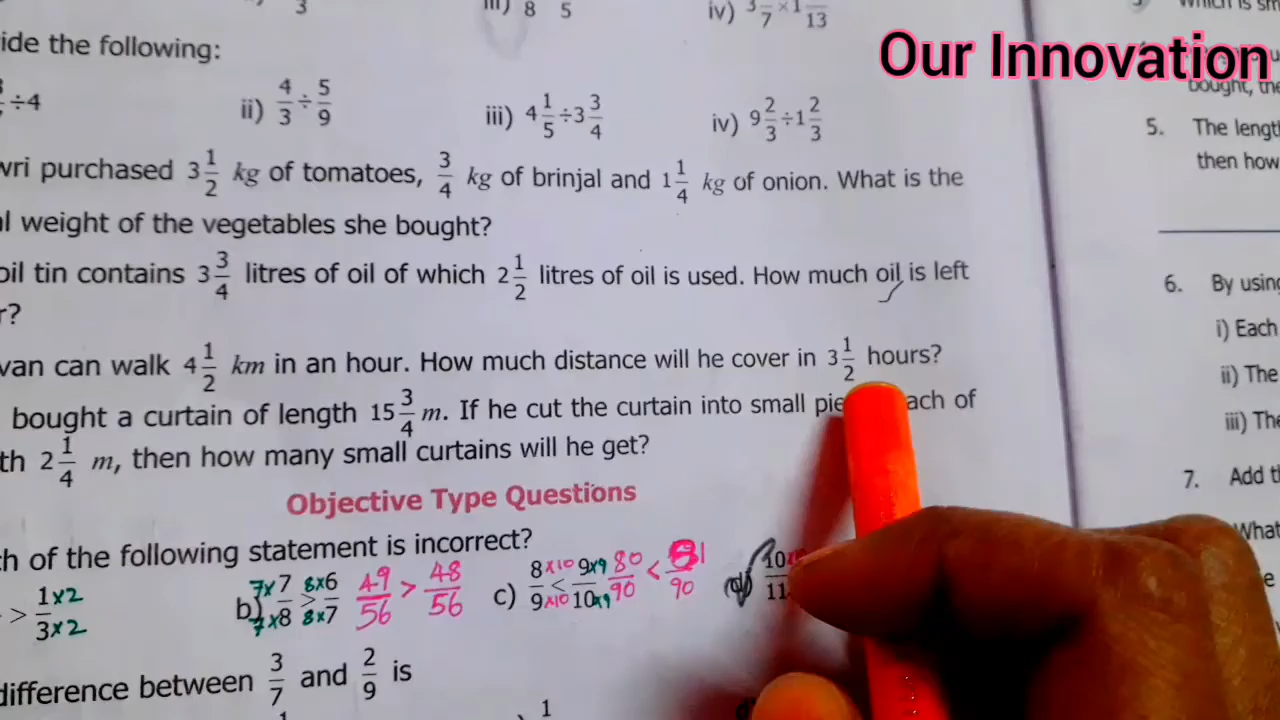 Our Innovation
iii) 8 5
iv) 3/7 × 1 /13
ide the following:
÷4
ii) 4/3 ÷ 5/9
iii) 4 1/5 ÷ 3 3/4
iv) 9 2/3 ÷ 1 2/3
wri purchased 3 1/2 kg of tomatoes, 3/4 kg of brinjal and 1 1/4 kg of onion. What is the
l weight of the vegetables she bought?
oil tin contains 3 3/4 litres of oil of which 2 1/2 litres of oil is used. How much oil is left
r?
van can walk 4 1/2 km in an hour. How much distance will he cover in 3 1/2 hours?
bought a curtain of length 15 3/4 m. If he cut the curtain into small pie ach of
th 2 1/4 m, then how many small curtains will he get?
Objective Type Questions
h of the following statement is incorrect?
> 1×2/3×2
b) 7×7/7×8 > 8×6/8×7 49/56 > 48/56
c) 8×10/9×10 < 9×9/10×9 80/90 < 81/90
d) 10/11
difference between 3/7 and 2/9 is
bought, the
5. The lengt
then how
6. By using
i) Each
ii) The
iii) The
7. Add t
What